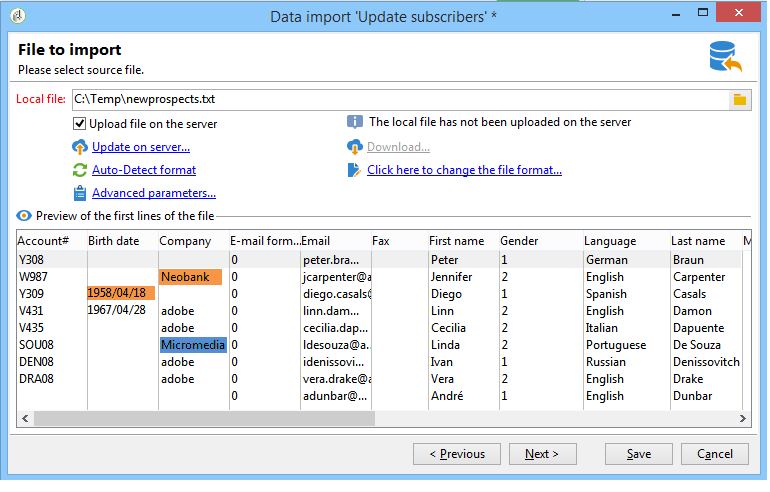 Data import 'Update subscribers' *
File to import
Please select source file.
Local file: C:\Temp\newprospects.txt
Upload file on the server
The local file has not been uploaded on the server
Update on server...
Download...
Auto-Detect format
Click here to change the file format...
Advanced parameters...
Preview of the first lines of the file
Account# Birth date Company E-mail form... Email Fax First name Gender Language Last name M
Y308 0 peter.bra... Peter 1 German Braun
W987 Neobank 0 jcarpenter@a Jennifer 2 English Carpenter
Y309 1958/04/18 0 diego.casals@ Diego 1 Spanish Casals
V431 1967/04/28 adobe 0 linn.dam... Linn 2 English Damon
V435 adobe 0 cecilia.dap... Cecilia 2 Italian Dapuente
SOU08 Micromedia 0 ldesouza@a... Linda 2 Portuguese De Souza
DEN08 adobe 0 idenissovi... Ivan 1 Russian Denissovitch
DRA08 adobe 0 vera.drake@a Vera 2 English Drake
0 adunbar@... André 1 English Dunbar
< Previous Next > Save Cancel